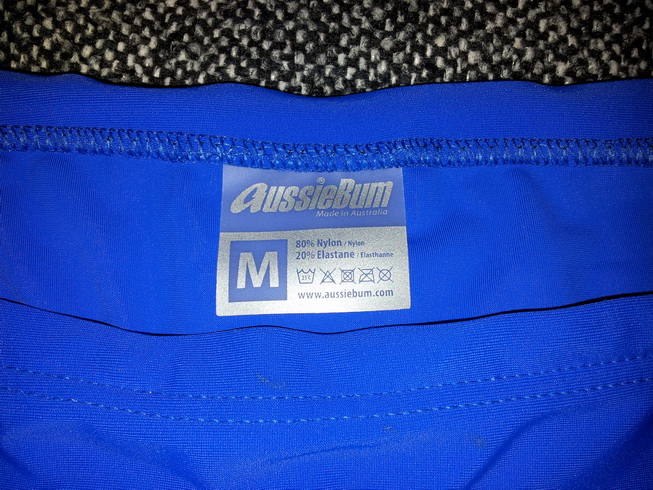 aussieBum®
Made in Australia
M
80% Nylon / Nylon
20% Elastane / Elasthanne
www.aussiebum.com